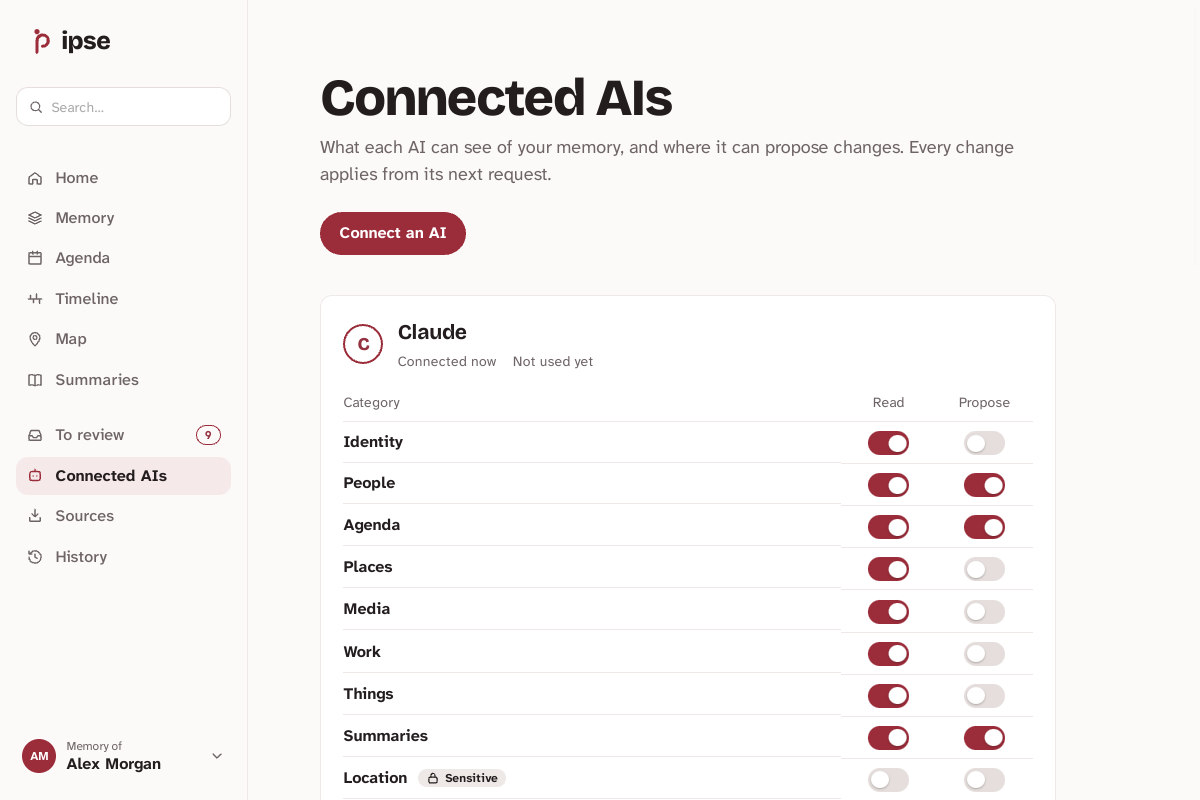 ipse
Search...
Home
Memory
Agenda
Timeline
Map
Summaries
To review 9
Connected AIs
Sources
History
AM
Memory of
Alex Morgan
Connected AIs
What each AI can see of your memory, and where it can propose changes. Every change
applies from its next request.
Connect an AI
C
Claude
Connected now Not used yet
Category Read Propose
Identity
People
Agenda
Places
Media
Work
Things
Summaries
Location Sensitive